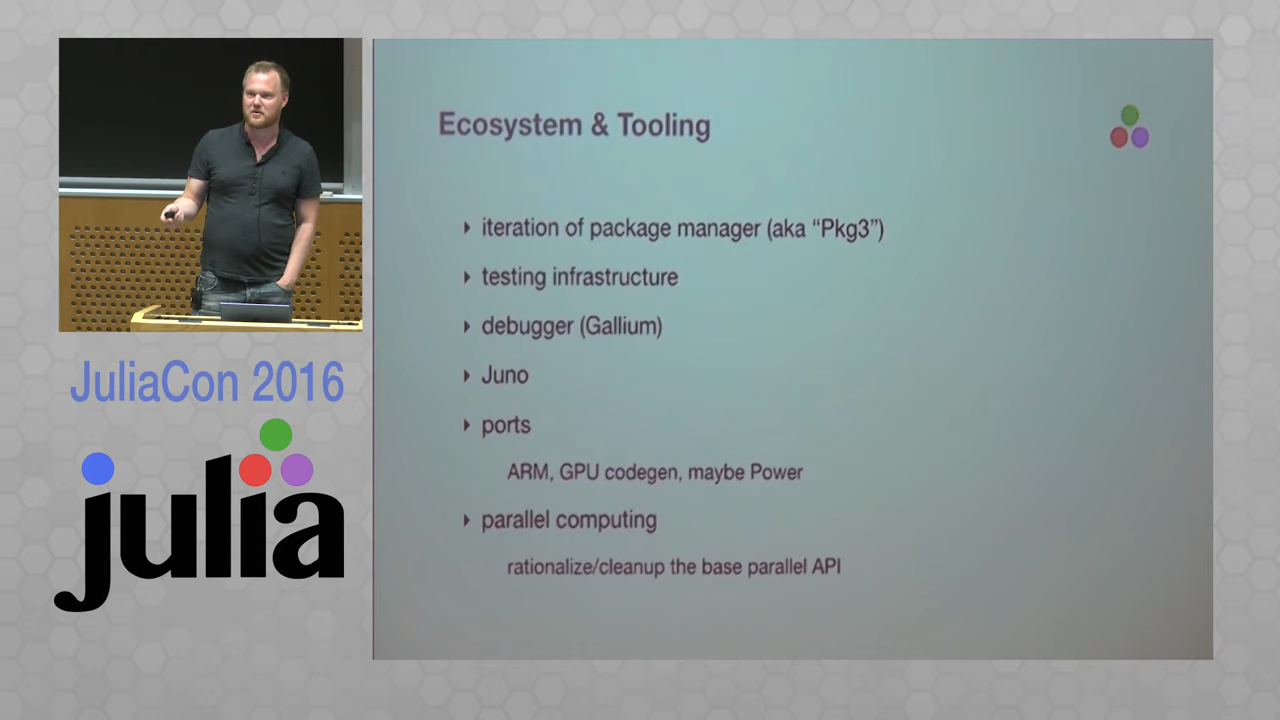 Ecosystem & Tooling
iteration of package manager (aka “Pkg3”)
testing infrastructure
debugger (Gallium)
Juno
ports
ARM, GPU codegen, maybe Power
parallel computing
rationalize/cleanup the base parallel API
JuliaCon 2016
julia